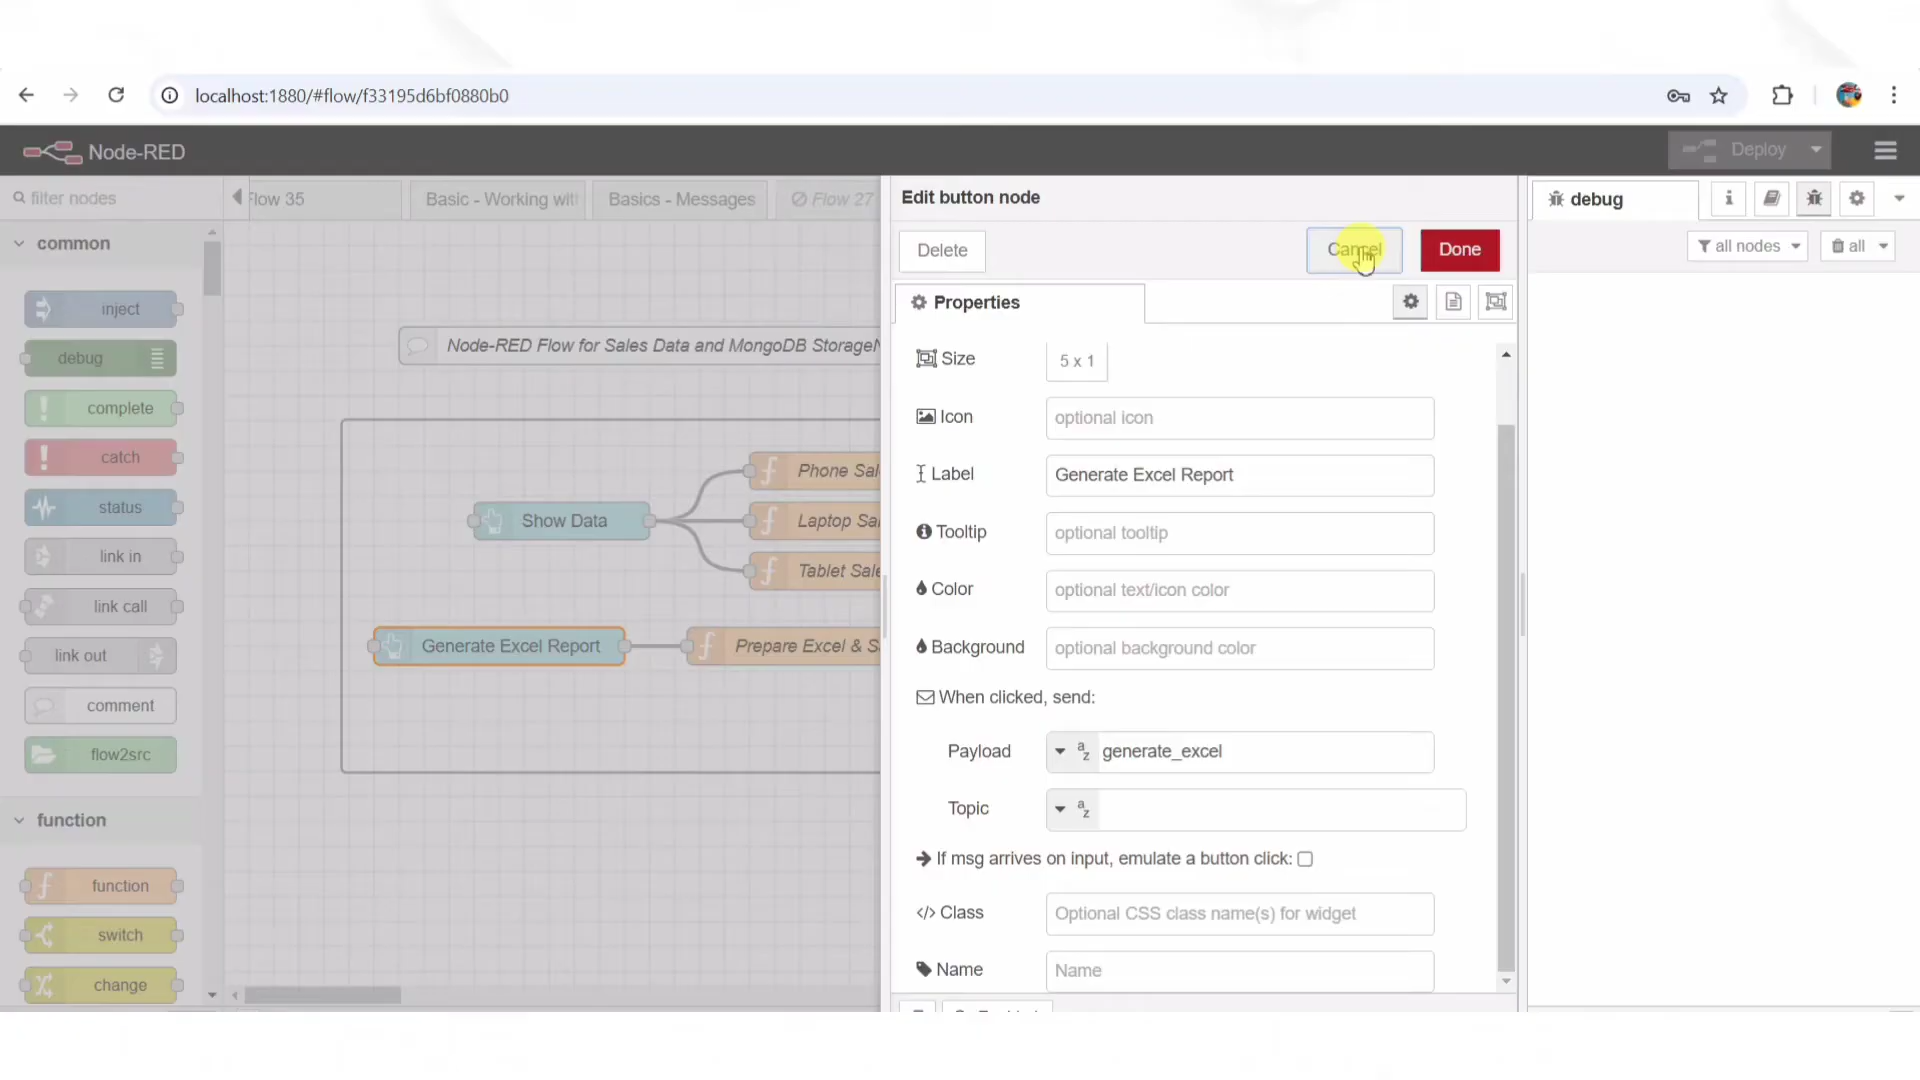 localhost:1880/#flow/f33195d6bf0880b0
Node-RED
Deploy
filter nodes
Flow 35
Basic - Working with
Basics - Messages
Flow 27
Edit button node
debug
Delete
Cancel
Done
all nodes
all
common
Properties
inject
debug
complete
catch
status
link in
link call
link out
comment
flow2src
function
function
switch
change
Node-RED Flow for Sales Data and MongoDB StorageN
Show Data
Phone Sal
Laptop Sa
Tablet Sale
Generate Excel Report
Prepare Excel & S
Size
5 x 1
Icon
optional icon
Label
Generate Excel Report
Tooltip
optional tooltip
Color
optional text/icon color
Background
optional background color
When clicked, send:
Payload
generate_excel
Topic
If msg arrives on input, emulate a button click:
</> Class
Optional CSS class name(s) for widget
Name
Name